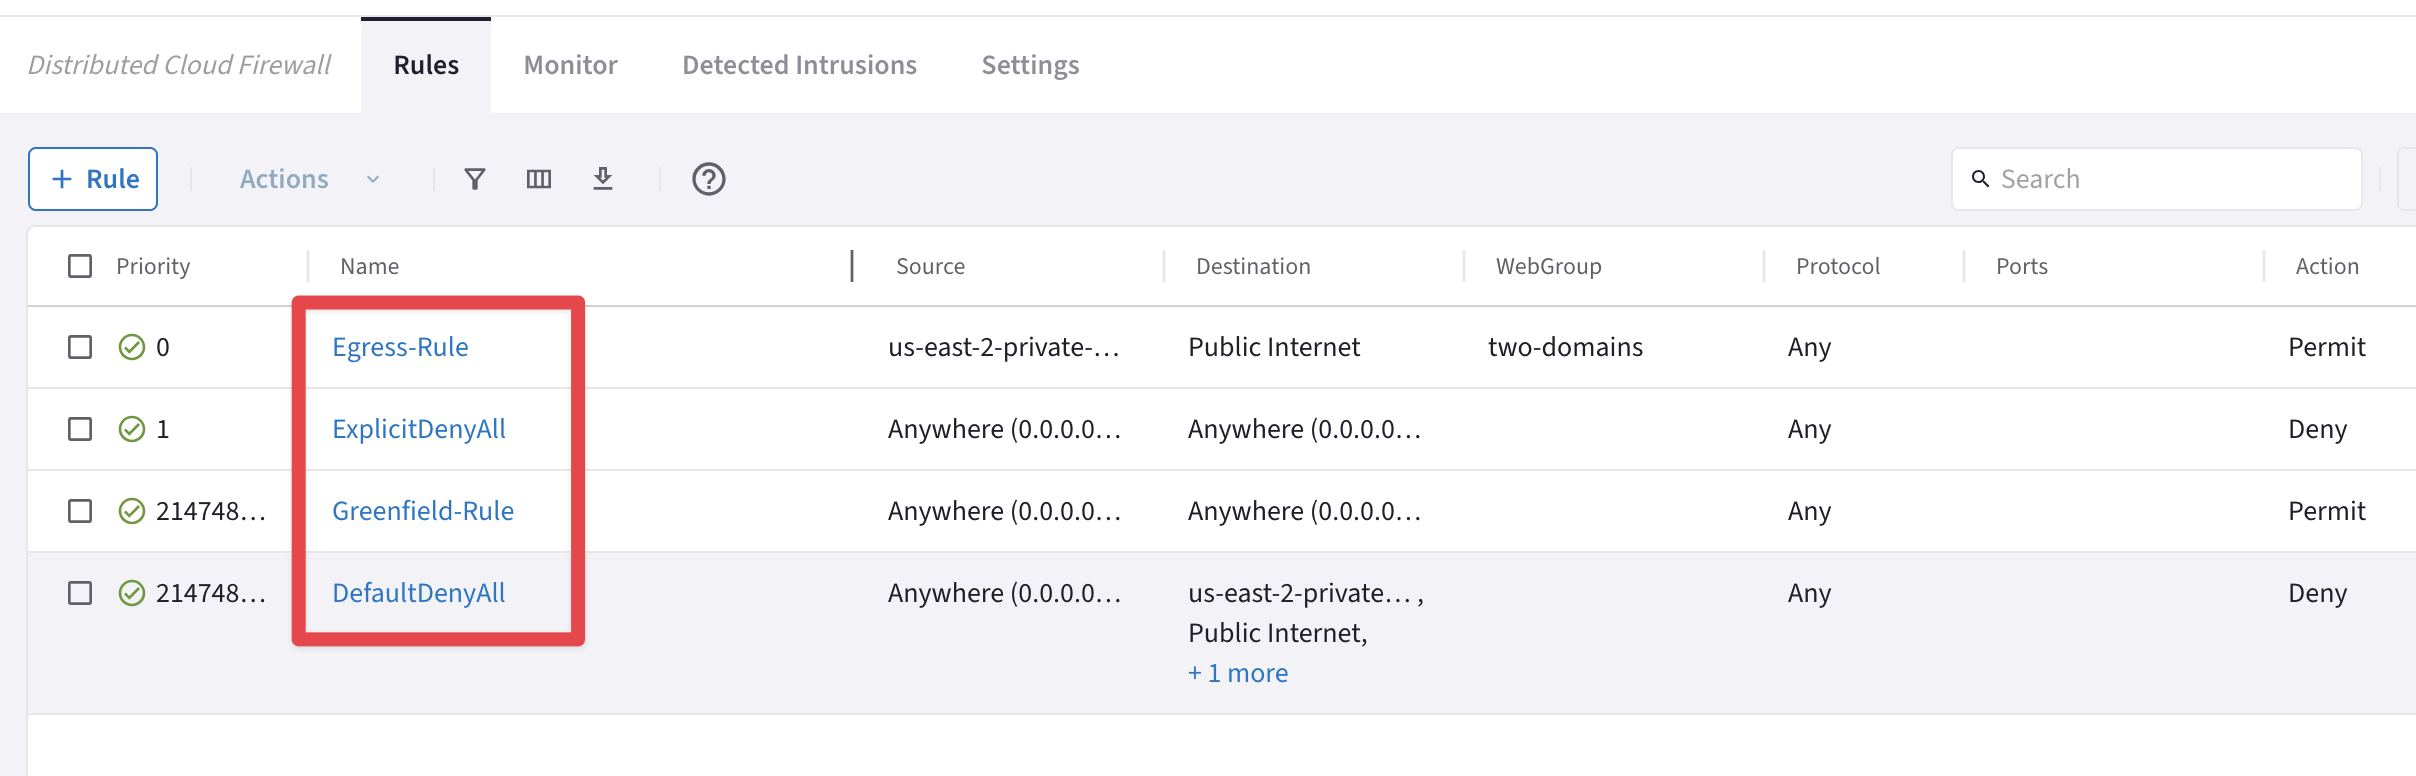 Distributed Cloud Firewall Rules Monitor Detected Intrusions Settings
+ Rule Actions Search
Priority Name Source Destination WebGroup Protocol Ports Action
0 Egress-Rule us-east-2-private-... Public Internet two-domains Any Permit
1 ExplicitDenyAll Anywhere (0.0.0.0... Anywhere (0.0.0.0... Any Deny
214748... Greenfield-Rule Anywhere (0.0.0.0... Anywhere (0.0.0.0... Any Permit
214748... DefaultDenyAll Anywhere (0.0.0.0... us-east-2-private... , Any Deny
Public Internet,
+ 1 more